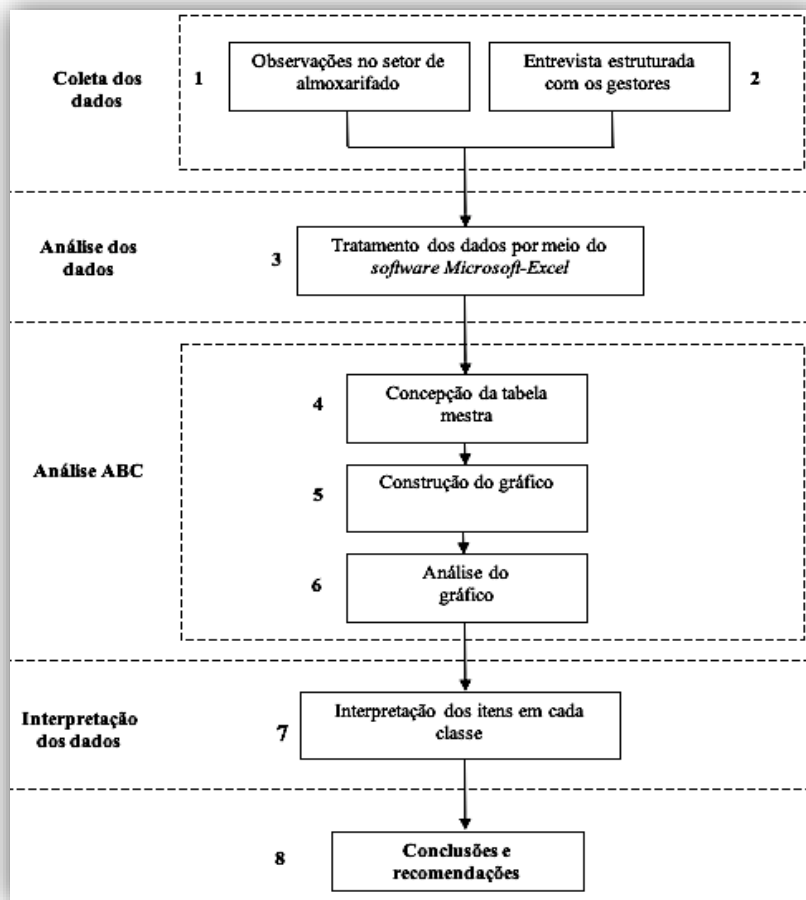 Coleta dos
dados
1
Observações no setor de
almoxarifado
Entrevista estruturada
com os gestores
2
Análise dos
dados
3
Tratamento dos dados por meio do
software Microsoft-Excel
Análise ABC
4
Concepção da tabela
mestra
5
Construção do gráfico
6
Análise do
gráfico
Interpretação
dos dados
7
Interpretação dos itens em cada
classe
8
Conclusões e
recomendações